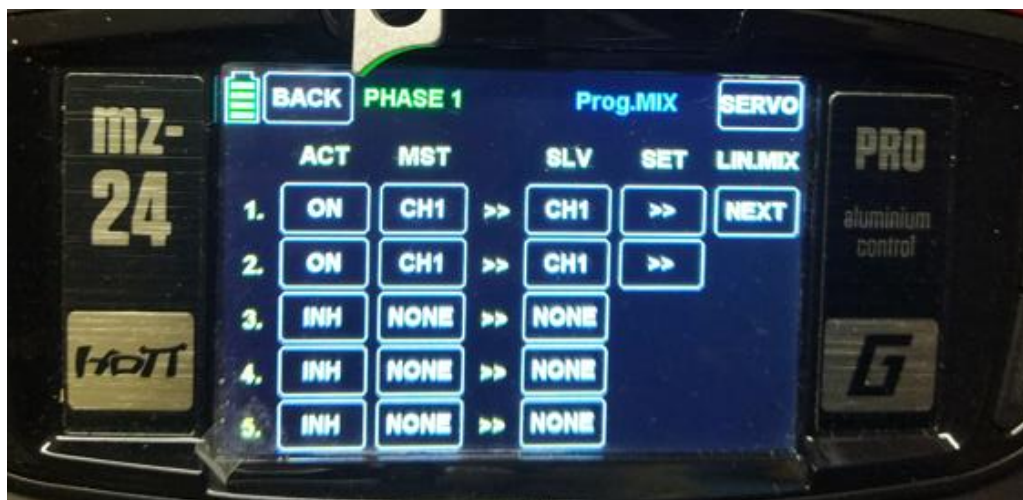 mz-
24
HOTT
BACK PHASE 1 Prog.MIX SERVO
ACT MST SLV SET LIN.MIX
1. ON CH1 >> CH1 >> NEXT
2. ON CH1 >> CH1 >>
3. INH NONE >> NONE
4. INH NONE >> NONE
5. INH NONE >> NONE
PRO
aluminium
control
G